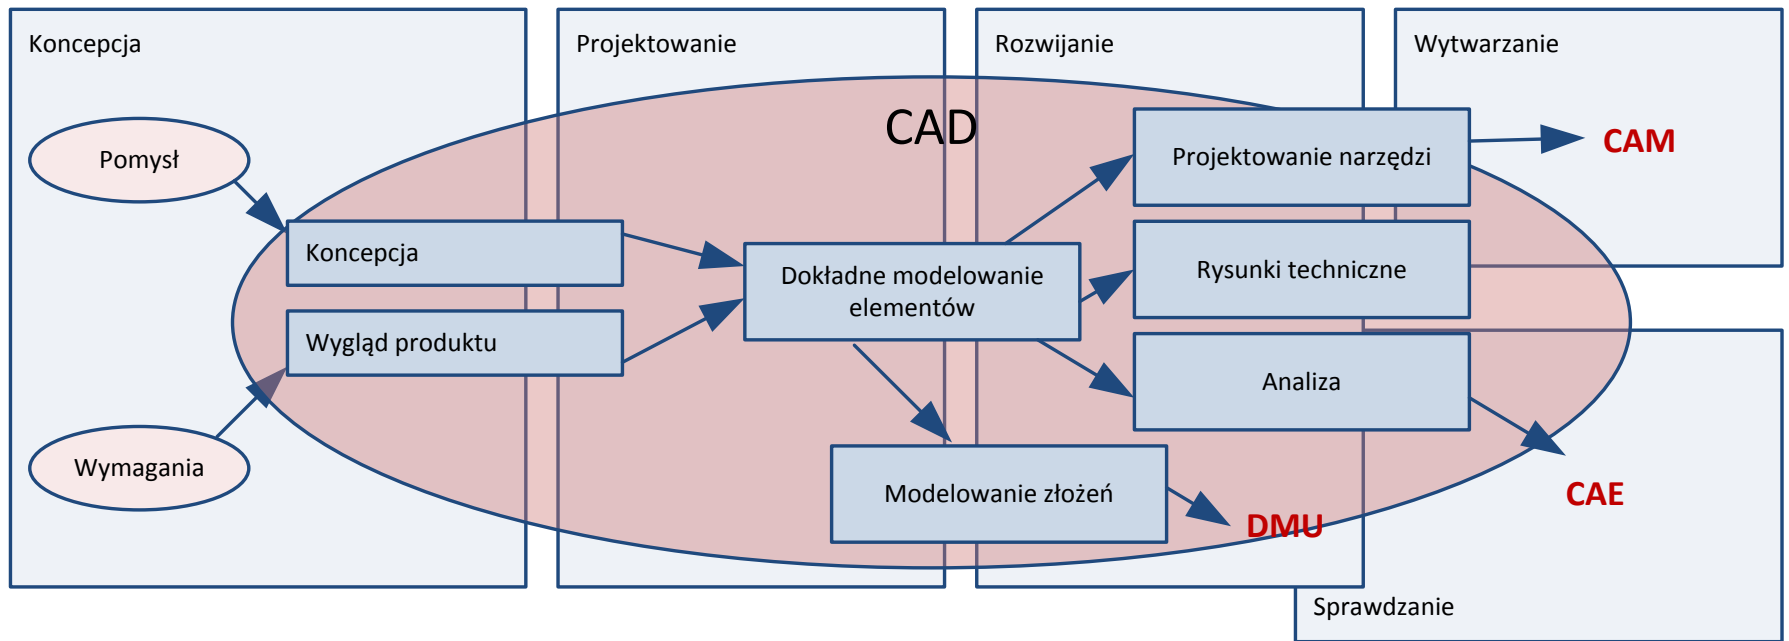 Koncepcja
Projektowanie
Rozwijanie
Wytwarzanie
CAD
Pomysł
Projektowanie narzędzi
CAM
Koncepcja
Dokładne modelowanie
elementów
Rysunki techniczne
Wygląd produktu
Analiza
Wymagania
Modelowanie złożeń
DMU
CAE
Sprawdzanie